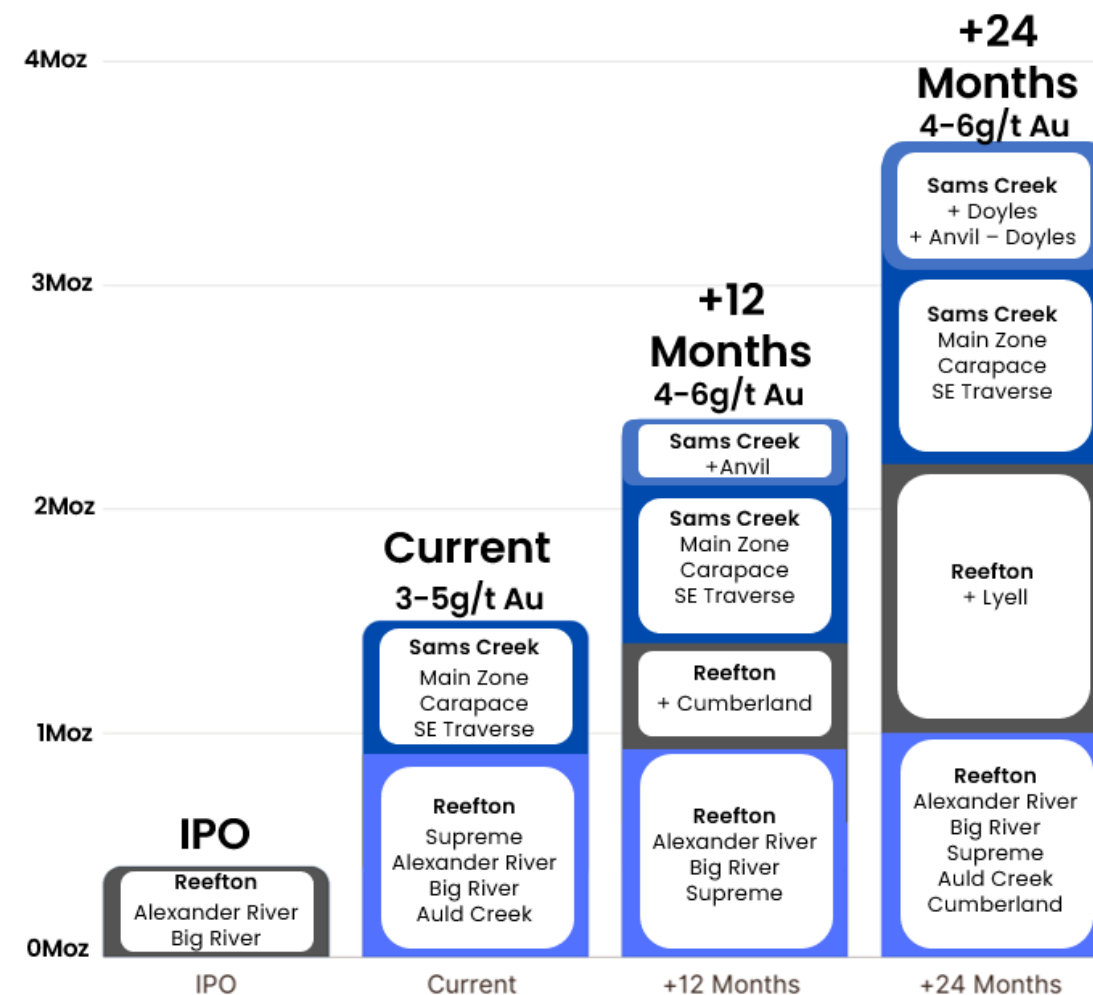 4Moz
3Moz
2Moz
1Moz
0Moz
IPO
Reefton
Alexander River
Big River
IPO
Current
3-5g/t Au
Sams Creek
Main Zone
Carapace
SE Traverse
Reefton
Supreme
Alexander River
Big River
Auld Creek
Current
+12
Months
4-6g/t Au
Sams Creek
+Anvil
Sams Creek
Main Zone
Carapace
SE Traverse
Reefton
+ Cumberland
Reefton
Alexander River
Big River
Supreme
+12 Months
+24
Months
4-6g/t Au
Sams Creek
+ Doyles
+ Anvil – Doyles
Sams Creek
Main Zone
Carapace
SE Traverse
Reefton
+ Lyell
Reefton
Alexander River
Big River
Supreme
Auld Creek
Cumberland
+24 Months